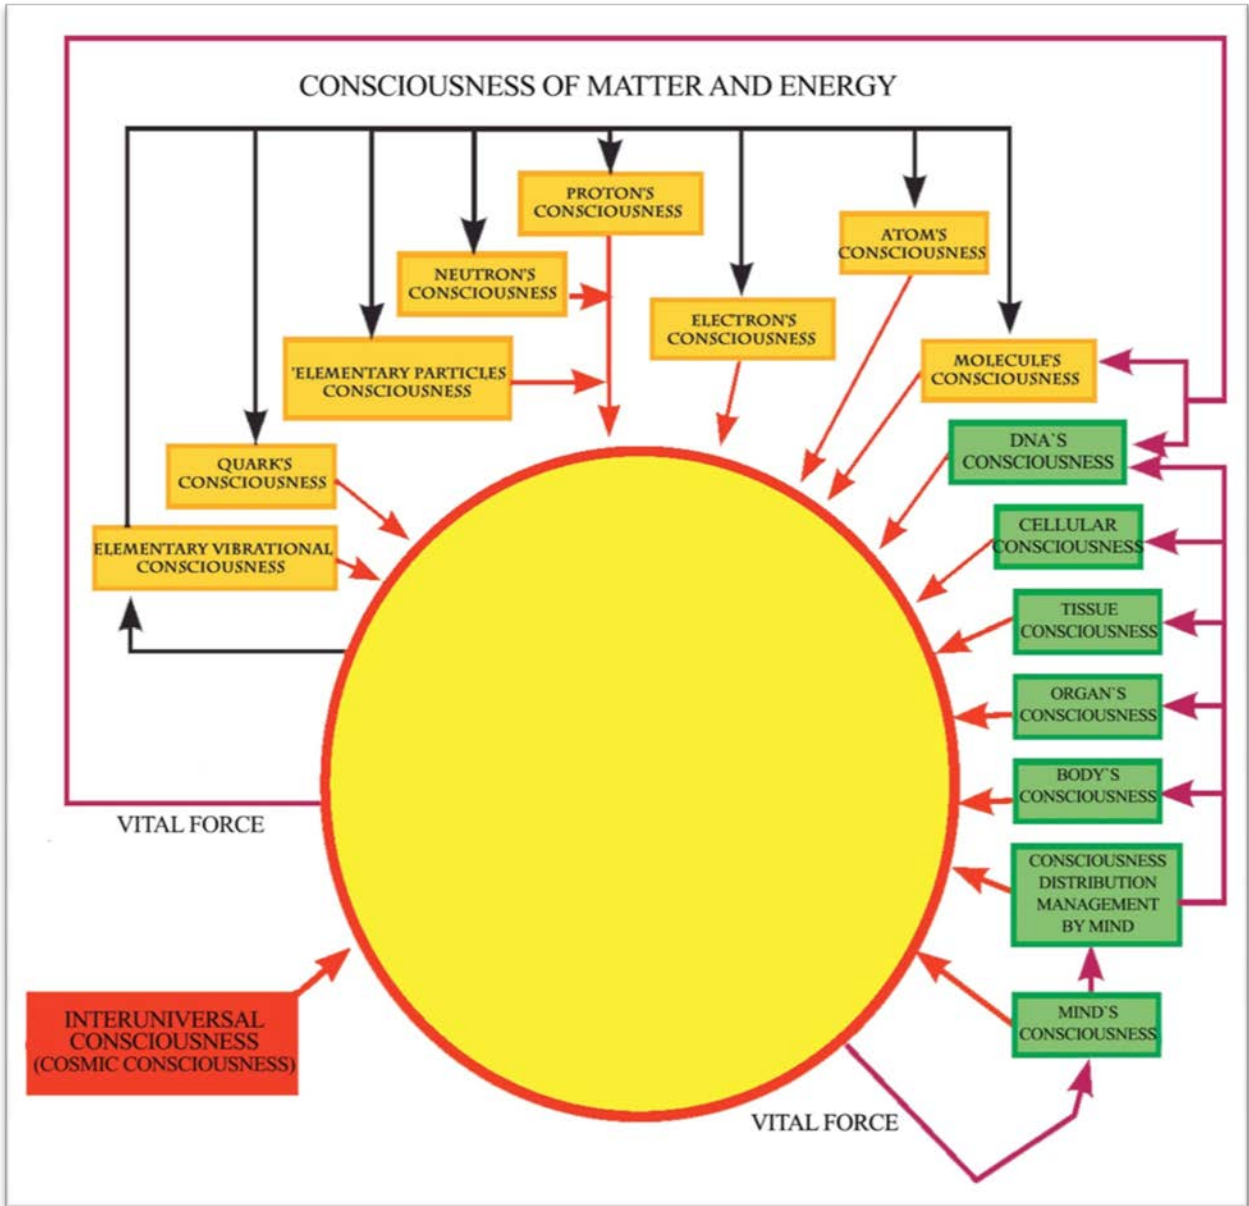 CONSCIOUSNESS OF MATTER AND ENERGY
PROTON'S
CONSCIOUSNESS
ATOM'S
CONSCIOUSNESS
NEUTRON'S
CONSCIOUSNESS
ELECTRON'S
CONSCIOUSNESS
'ELEMENTARY PARTICLES
CONSCIOUSNESS
MOLECULE'S
CONSCIOUSNESS
QUARK'S
CONSCIOUSNESS
DNA`S
CONSCIOUSNESS
ELEMENTARY VIBRATIONAL
CONSCIOUSNESS
CELLULAR
CONSCIOUSNESS
TISSUE
CONSCIOUSNESS
ORGAN`S
CONSCIOUSNESS
BODY`S
CONSCIOUSNESS
VITAL FORCE
CONSCIOUSNESS
DISTRIBUTION
MANAGEMENT
BY MIND
INTERUNIVERSAL
CONSCIOUSNESS
(COSMIC CONSCIOUSNESS)
MIND`S
CONSCIOUSNESS
VITAL FORCE